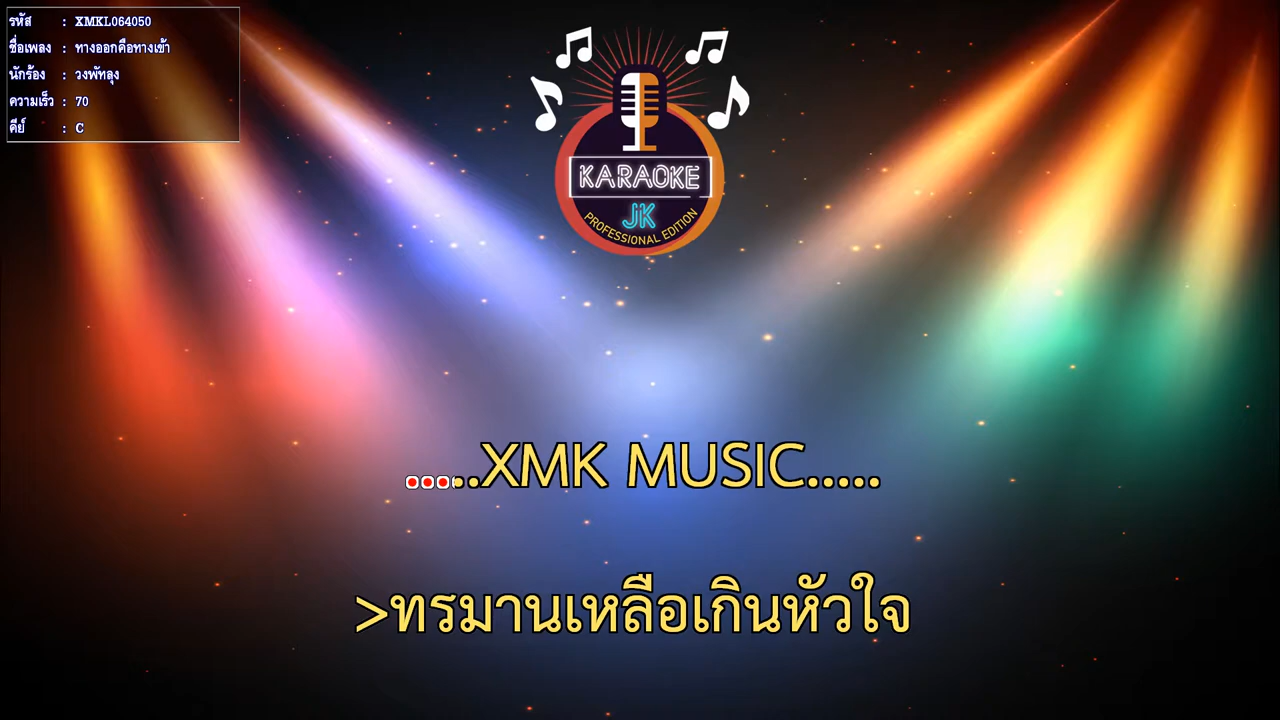 รหัส : XMKL064050
ชื่อเพลง : ทางออกคือทางเข้า
นักร้อง : วงพัทลุง
ความเร็ว : 70
คีย์ : C
KARAOKE
JK
PROFESSIONAL EDITION
.....XMK MUSIC.....
>ทรมานเหลือเกินหัวใจ